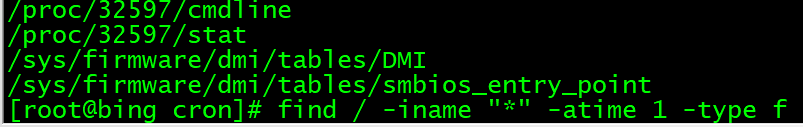 /proc/32597/cmdline
/proc/32597/stat
/sys/firmware/dmi/tables/DMI
/sys/firmware/dmi/tables/smbios_entry_point
[root@bing cron]# find / -iname "*" -atime 1 -type f